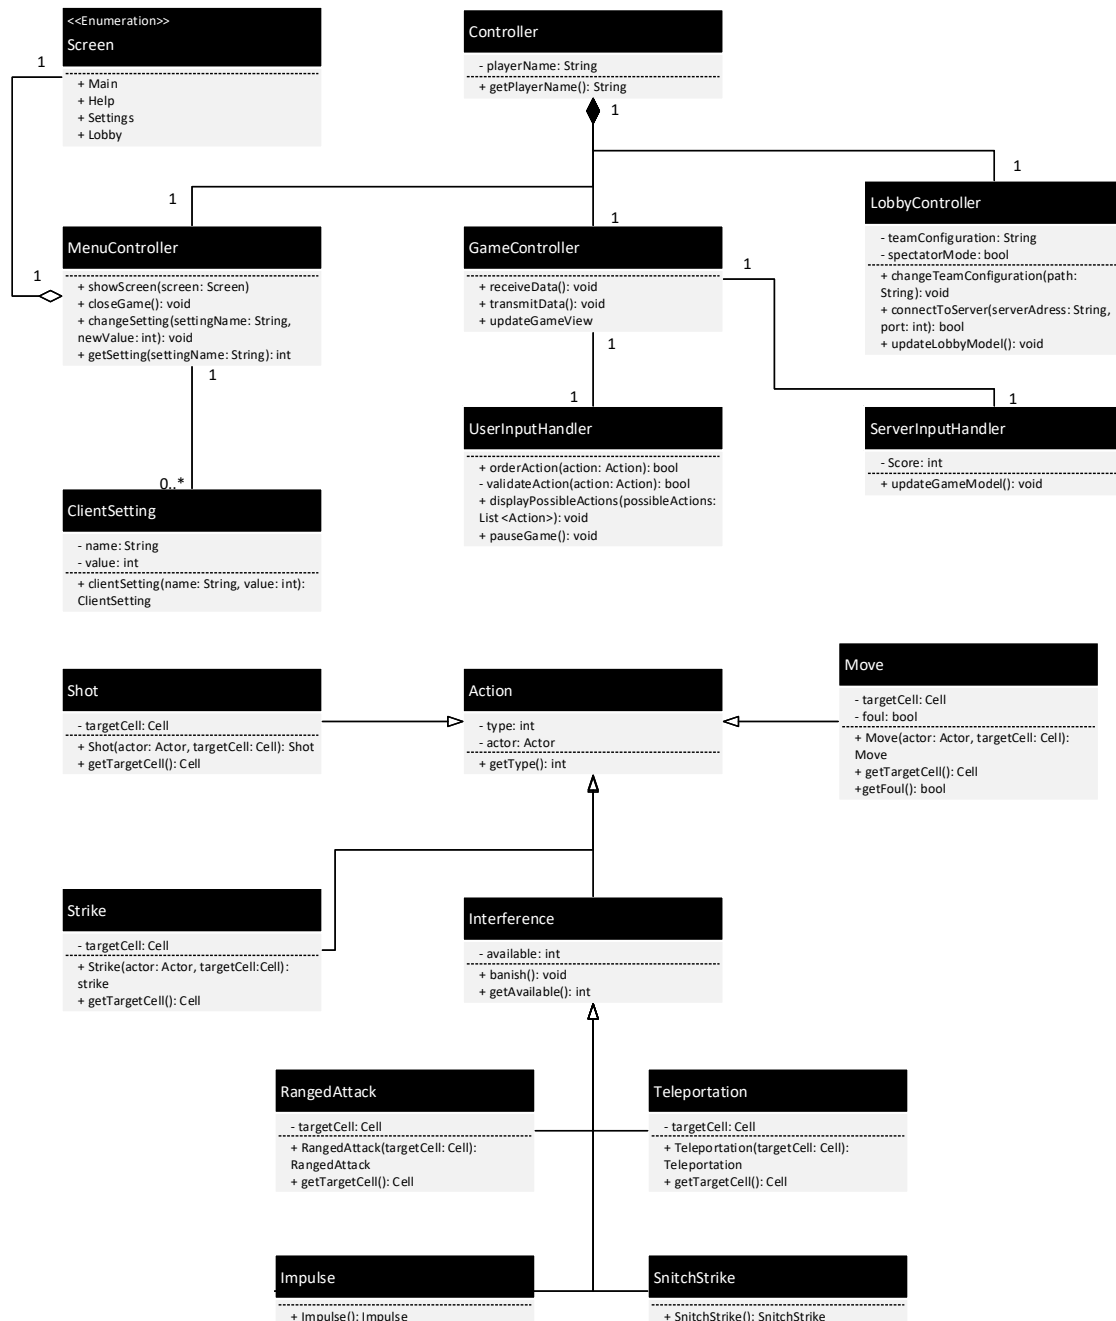 <<Enumeration>>
Screen
+ Main
+ Help
+ Settings
+ Lobby
1
1
Controller
- playerName: String
+ getPlayerName(): String
1
1
1
1
MenuController
+ showScreen(screen: Screen)
+ closeGame(): void
+ changeSetting(settingName: String,
newValue: int): void
+ getSetting(settingName: String): int
1
0..*
GameController
+ receiveData(): void
+ transmitData(): void
+ updateGameView
1
1
1
1
LobbyController
- teamConfiguration: String
- spectatorMode: bool
+ changeTeamConfiguration(path:
String): void
+ connectToServer(serverAdress: String,
port: int): bool
+ updateLobbyModel(): void
ClientSetting
- name: String
- value: int
+ clientSetting(name: String, value: int):
ClientSetting
UserInputHandler
+ orderAction(action: Action): bool
- validateAction(action: Action): bool
+ displayPossibleActions(possibleActions:
List <Action>): void
+ pauseGame(): void
ServerInputHandler
- Score: int
+ updateGameModel(): void
Shot
- targetCell: Cell
+ Shot(actor: Actor, targetCell: Cell): Shot
+ getTargetCell(): Cell
Action
- type: int
- actor: Actor
+ getType(): int
Move
- targetCell: Cell
- foul: bool
+ Move(actor: Actor, targetCell: Cell):
Move
+ getTargetCell(): Cell
+getFoul(): bool
Strike
- targetCell: Cell
+ Strike(actor: Actor, targetCell:Cell):
strike
+ getTargetCell(): Cell
Interference
- available: int
+ banish(): void
+ getAvailable(): int
RangedAttack
- targetCell: Cell
+ RangedAttack(targetCell: Cell):
RangedAttack
+ getTargetCell(): Cell
Teleportation
- targetCell: Cell
+ Teleportation(targetCell: Cell):
Teleportation
+ getTargetCell(): Cell
Impulse
+ Impulse(): Impulse
SnitchStrike
+ SnitchStrike(): SnitchStrike